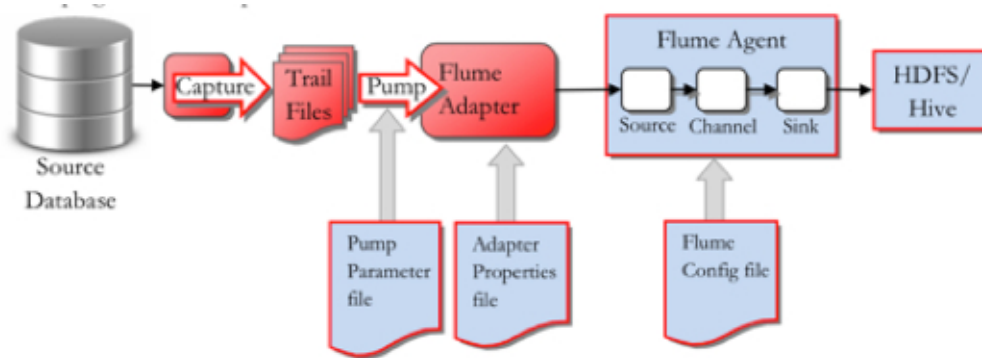 Capture
Trail
Files
Pump
Flume
Adapter
Flume Agent
Source
Channel
Sink
HDFS/
Hive
Source
Database
Pump
Parameter
file
Adapter
Properties
file
Flume
Config file